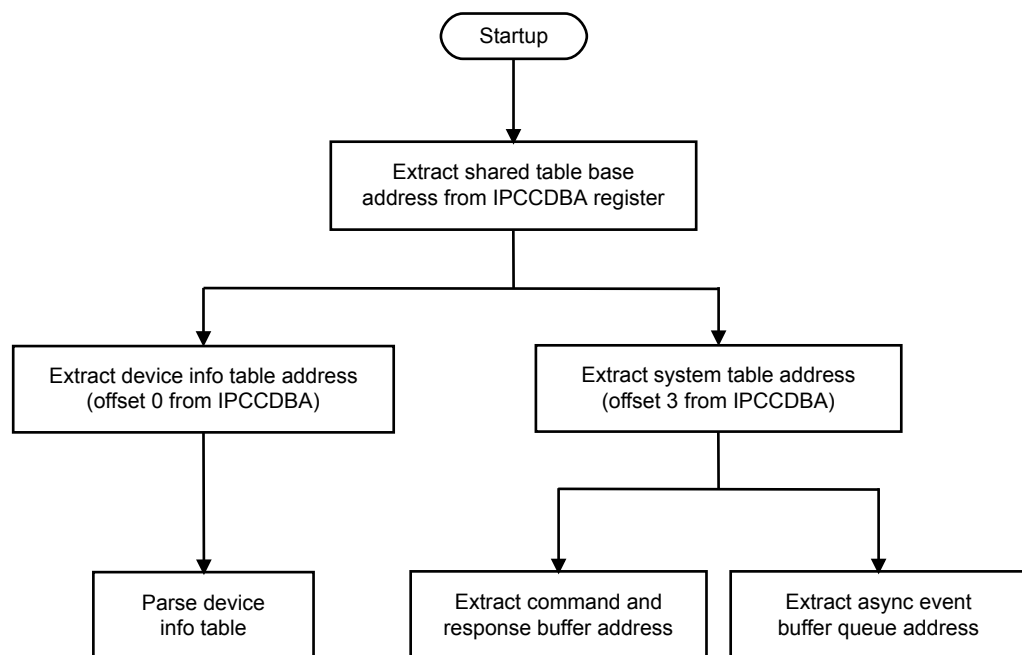 Startup
Extract shared table base
address from IPCCDBA register
Extract device info table address
(offset 0 from IPCCDBA)
Extract system table address
(offset 3 from IPCCDBA)
Parse device
info table
Extract command and
response buffer address
Extract async event
buffer queue address